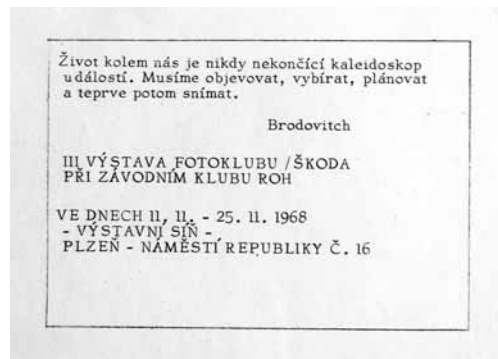 Život kolem nás je nikdy nekončící kaleidoskop
událostí. Musíme objevovat, vybírat, plánovat
a teprve potom snímat.
Brodovitch
III VÝSTAVA FOTOKLUBU /ŠKODA
PŘI ZÁVODNÍM KLUBU ROH
VE DNECH 11, 11. - 25. 11. 1968
- VÝSTAVNÍ SÍŇ -
PLZEŇ - NÁMĚSTÍ REPUBLIKY Č. 16